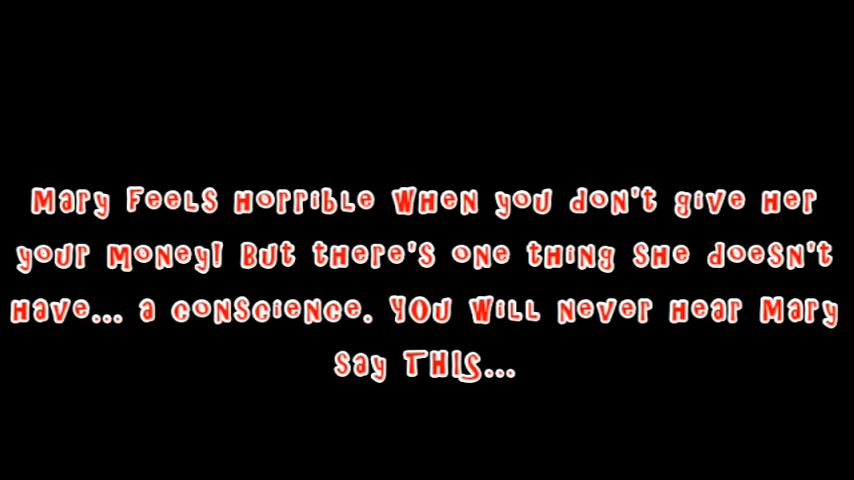 Mary feels horrible when you don't give her
your money! But there's one thing she doesn't
have... a conscience. YOU will never hear Mary
say THIS...